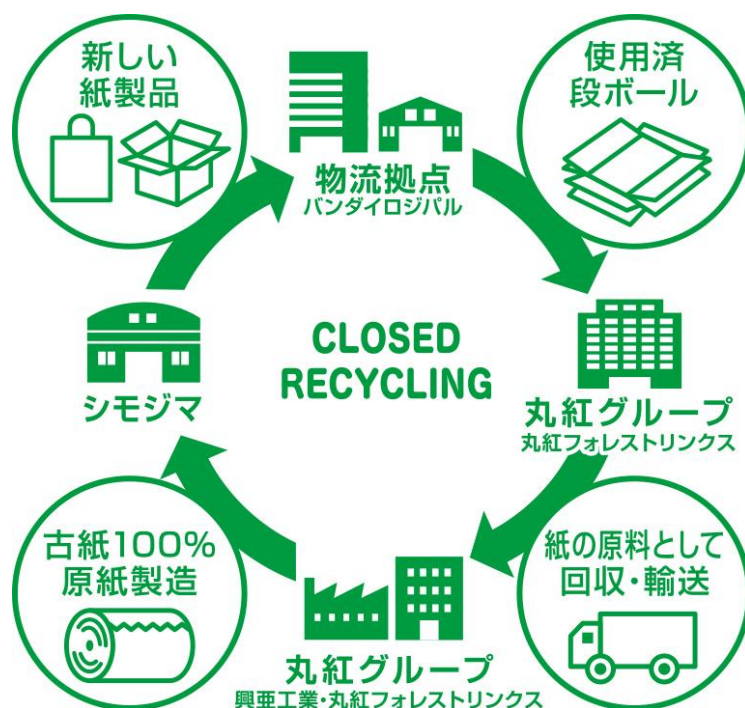 新しい
紙製品
物流拠点
バンダイロジパル
使用済
段ボール
シモジマ
CLOSED
RECYCLING
丸紅グループ
丸紅フォレストリンクス
古紙100%
原紙製造
丸紅グループ
興亜工業・丸紅フォレストリンクス
紙の原料として
回収・輸送